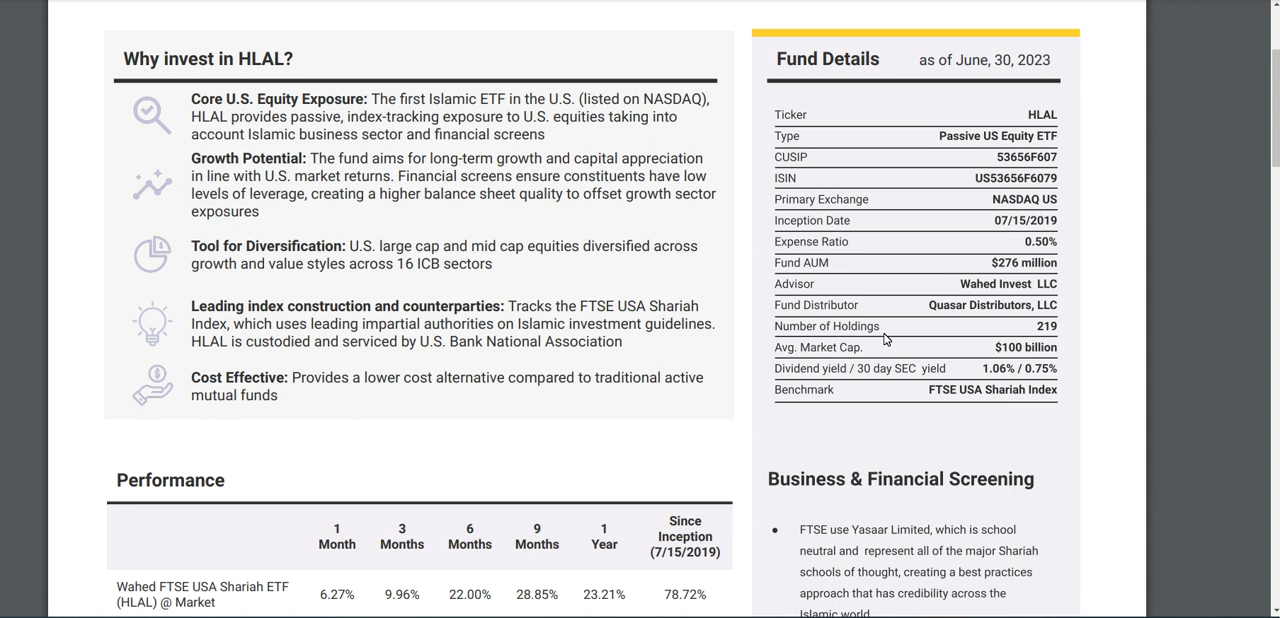 Why invest in HLAL?
Core U.S. Equity Exposure: The first Islamic ETF in the U.S. (listed on NASDAQ),
HLAL provides passive, index-tracking exposure to U.S. equities taking into
account Islamic business sector and financial screens
Growth Potential: The fund aims for long-term growth and capital appreciation
in line with U.S. market returns. Financial screens ensure constituents have low
levels of leverage, creating a higher balance sheet quality to offset growth sector
exposures
Tool for Diversification: U.S. large cap and mid cap equities diversified across
growth and value styles across 16 ICB sectors
Leading index construction and counterparties: Tracks the FTSE USA Shariah
Index, which uses leading impartial authorities on Islamic investment guidelines.
HLAL is custodied and serviced by U.S. Bank National Association
Cost Effective: Provides a lower cost alternative compared to traditional active
mutual funds
Performance
1 Month 3 Months 6 Months 9 Months 1 Year Since Inception (7/15/2019)
Wahed FTSE USA Shariah ETF
(HLAL) @ Market 6.27% 9.96% 22.00% 28.85% 23.21% 78.72%
Fund Details as of June, 30, 2023
Ticker HLAL
Type Passive US Equity ETF
CUSIP 53656F607
ISIN US53656F6079
Primary Exchange NASDAQ US
Inception Date 07/15/2019
Expense Ratio 0.50%
Fund AUM $276 million
Advisor Wahed Invest LLC
Fund Distributor Quasar Distributors, LLC
Number of Holdings 219
Avg. Market Cap. $100 billion
Dividend yield / 30 day SEC yield 1.06% / 0.75%
Benchmark FTSE USA Shariah Index
Business & Financial Screening
● FTSE use Yasaar Limited, which is school
neutral and represent all of the major Shariah
schools of thought, creating a best practices
approach that has credibility across the
Islamic world